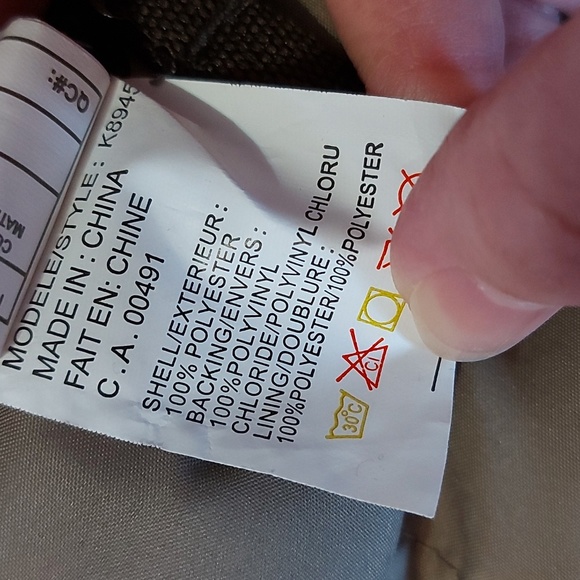 QC#:
MODELE/STYLE: K8945
MADE IN : CHINA
FAIT EN: CHINE
C.A. 00491
SHELL/EXTERIEUR:
100% POLYESTER
BACKING/ENVERS:
100%POLYVINYL
CHLORIDE/POLYVINYL CHLORU
LINING/DOUBLURE:
100%POLYESTER/100%POLYESTER
30°C
CL